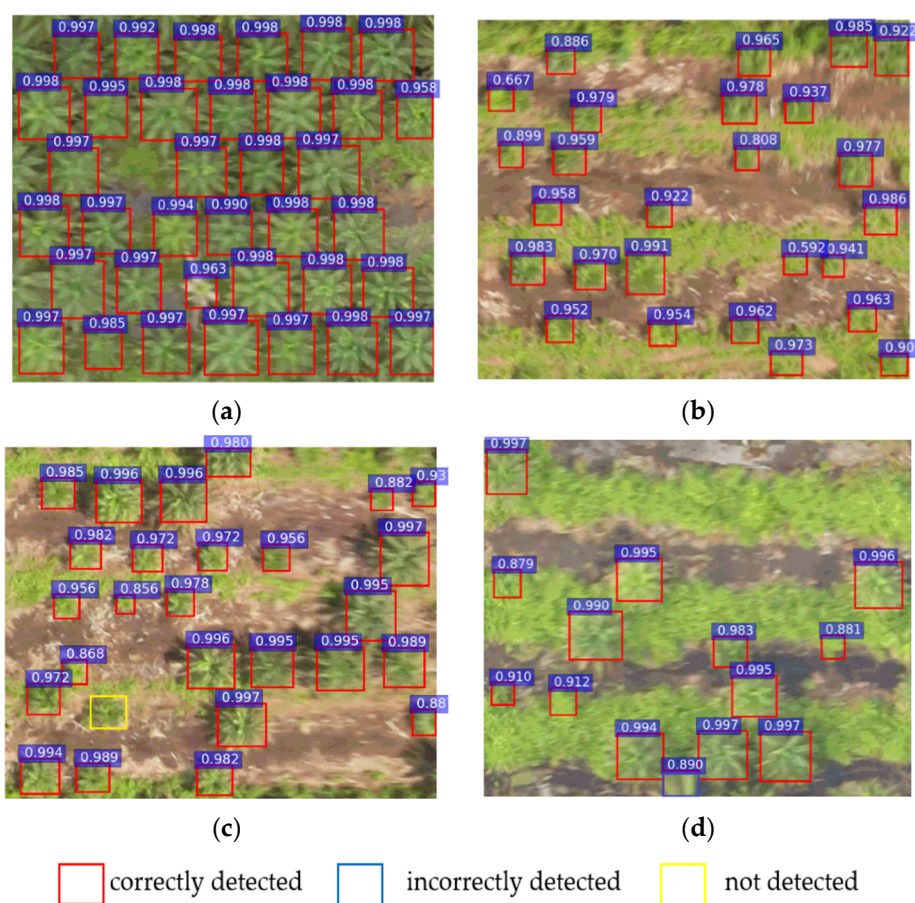 0.997 0.992 0.998 0.998 0.998 0.998
0.998 0.995 0.998 0.998 0.998 0.998 0.958
0.997 0.997 0.998 0.997
0.998 0.997 0.994 0.990 0.998 0.998
0.997 0.997 0.963 0.998 0.998 0.998
0.997 0.985 0.997 0.997 0.997 0.998 0.997
(a)
0.886 0.965 0.985 0.922
0.667 0.979 0.978 0.937
0.899 0.959 0.808 0.977
0.958 0.922 0.986
0.983 0.970 0.991 0.592 0.941
0.952 0.954 0.962 0.963
0.973 0.90
(b)
0.980
0.985 0.996 0.996 0.882 0.93
0.982 0.972 0.972 0.956 0.997
0.956 0.856 0.978 0.995
0.868 0.996 0.995 0.995 0.989
0.972 0.997 0.88
0.994 0.989 0.982
(c)
0.997
0.879 0.995 0.996
0.990 0.983 0.881
0.910 0.912 0.995
0.994 0.997 0.997
0.890
(d)
correctly detected incorrectly detected not detected